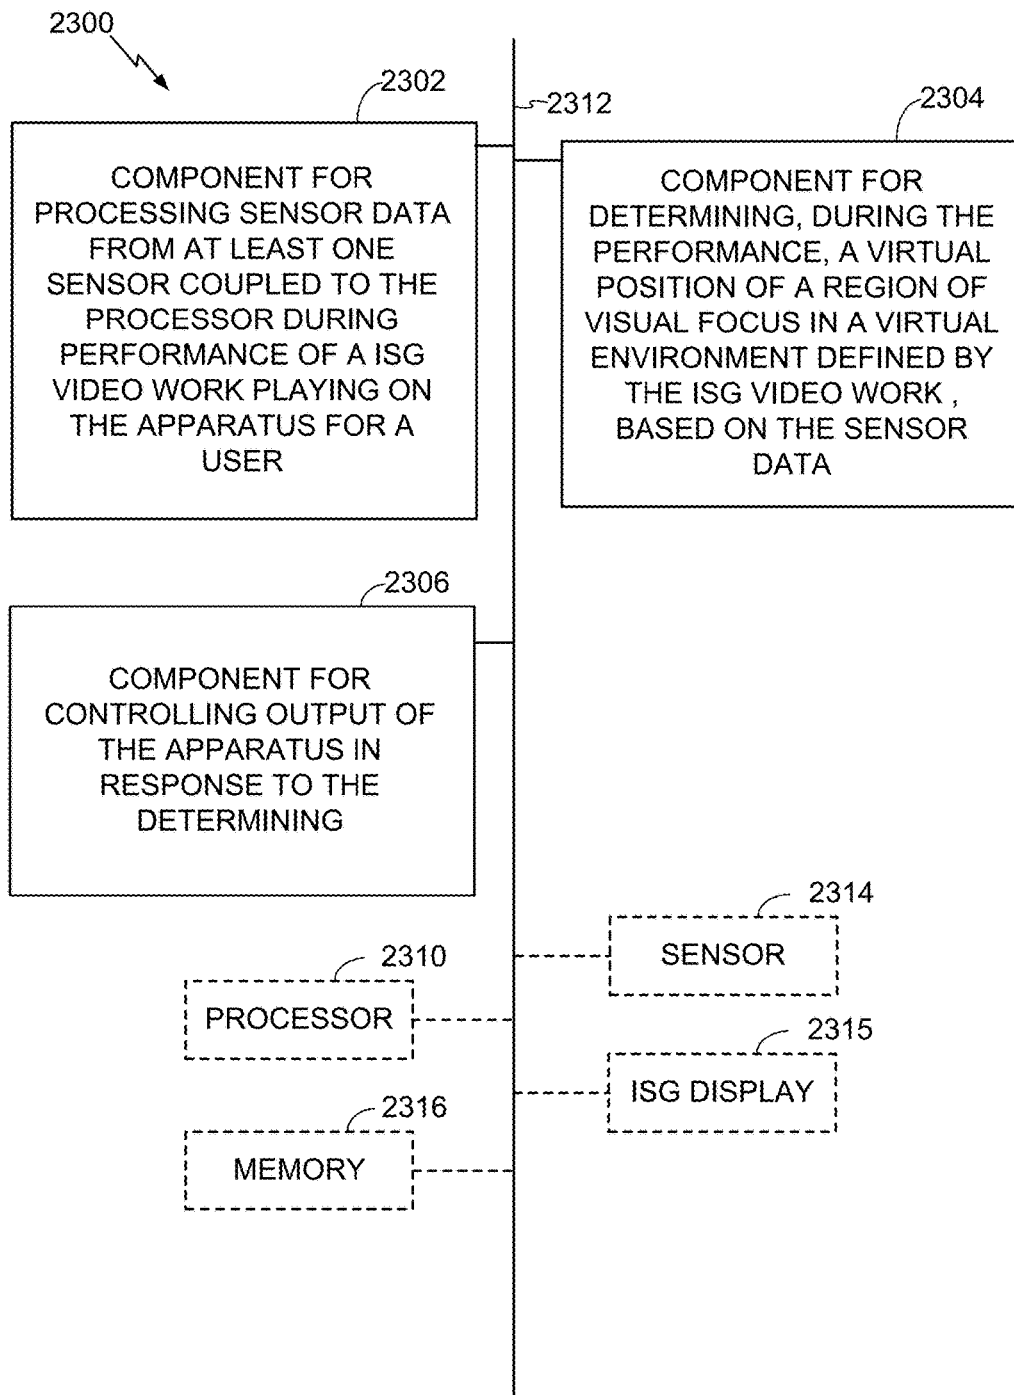 2300
2302
2312
2304
COMPONENT FOR
PROCESSING SENSOR DATA
FROM AT LEAST ONE
SENSOR COUPLED TO THE
PROCESSOR DURING
PERFORMANCE OF A ISG
VIDEO WORK PLAYING ON
THE APPARATUS FOR A
USER
COMPONENT FOR
DETERMINING, DURING THE
PERFORMANCE, A VIRTUAL
POSITION OF A REGION OF
VISUAL FOCUS IN A VIRTUAL
ENVIRONMENT DEFINED BY
THE ISG VIDEO WORK ,
BASED ON THE SENSOR
DATA
2306
COMPONENT FOR
CONTROLLING OUTPUT OF
THE APPARATUS IN
RESPONSE TO THE
DETERMINING
2314
SENSOR
2310
PROCESSOR
2315
ISG DISPLAY
2316
MEMORY